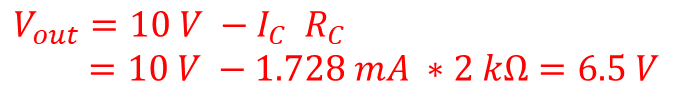 V_out = 10 V − I_C R_C
= 10 V − 1.728 mA * 2 kΩ = 6.5 V